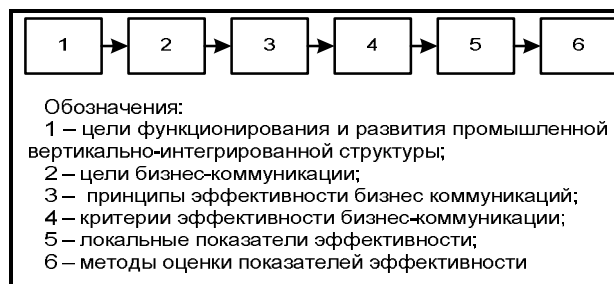 1 2 3 4 5 6
Обозначения:
1 – цели функционирования и развития промышленной
вертикально-интегрированной структуры;
2 – цели бизнес-коммуникации;
3 – принципы эффективности бизнес коммуникаций;
4 – критерии эффективности бизнес-коммуникации;
5 – локальные показатели эффективности;
6 – методы оценки показателей эффективности